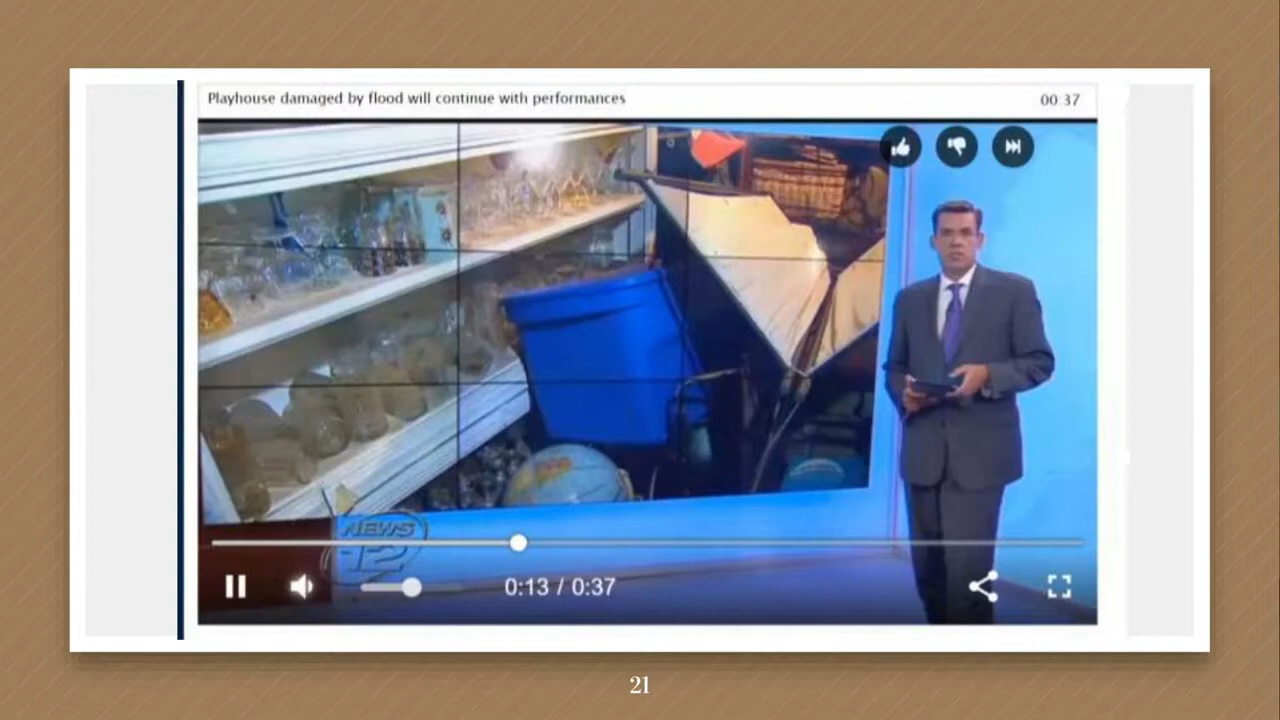 Playhouse damaged by flood will continue with performances
00:37
NEWS
12
0:13 / 0:37
21